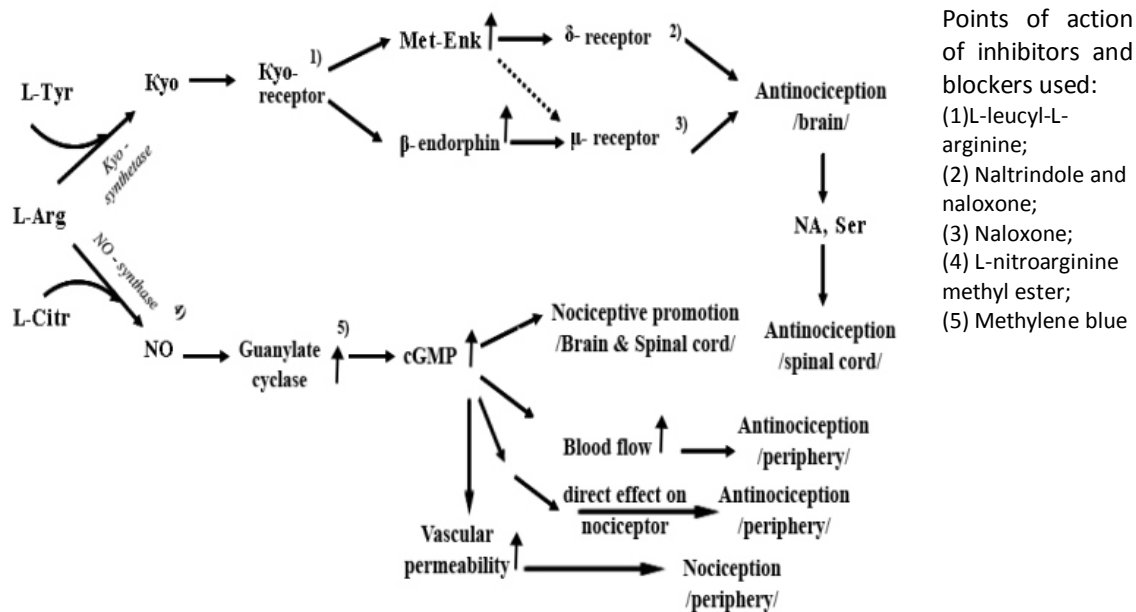 Met-Enk
δ- receptor
2)
1)
L-Tyr
Kyo
Kyo-
receptor
Antinociception
/brain/
β-endorphin
μ- receptor
3)
Kyo -
synthetase
L-Arg
NA, Ser
NO - synthase
4)
L-Citr
NO
Guanylate
cyclase
5)
cGMP
Nociceptive promotion
/Brain & Spinal cord/
Antinociception
/spinal cord/
Blood flow
Antinociception
/periphery/
direct effect on
nociceptor
Antinociception
/periphery/
Vascular
permeability
Nociception
/periphery/
Points of action
of inhibitors and
blockers used:
(1)L-leucyl-L-
arginine;
(2) Naltrindole and
naloxone;
(3) Naloxone;
(4) L-nitroarginine
methyl ester;
(5) Methylene blue